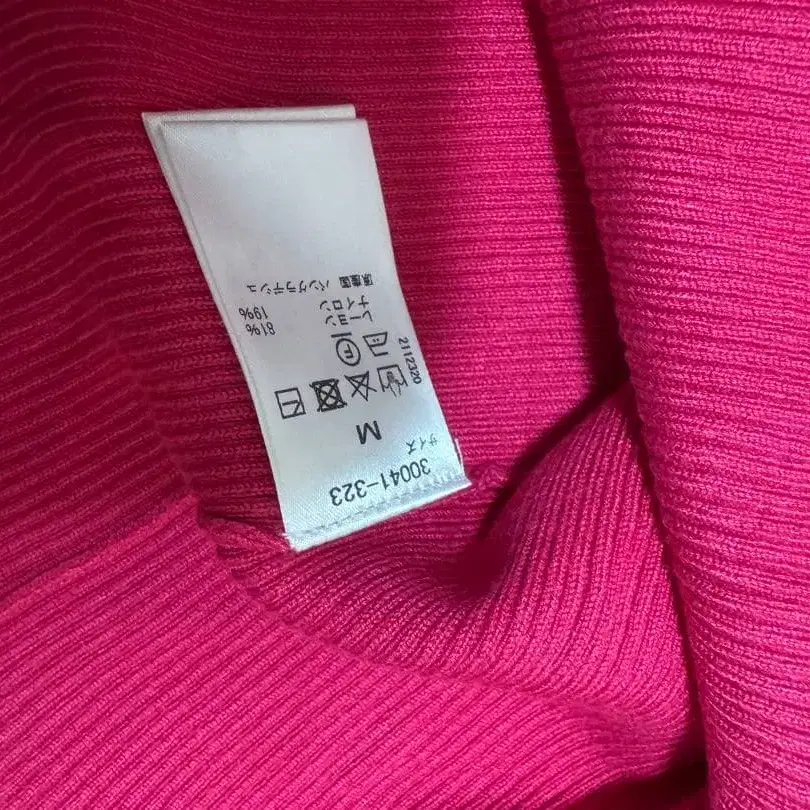 30041-323
サイズ
M
2112320
レーヨン 81%
ナイロン 19%
原産国 バングラデシュ